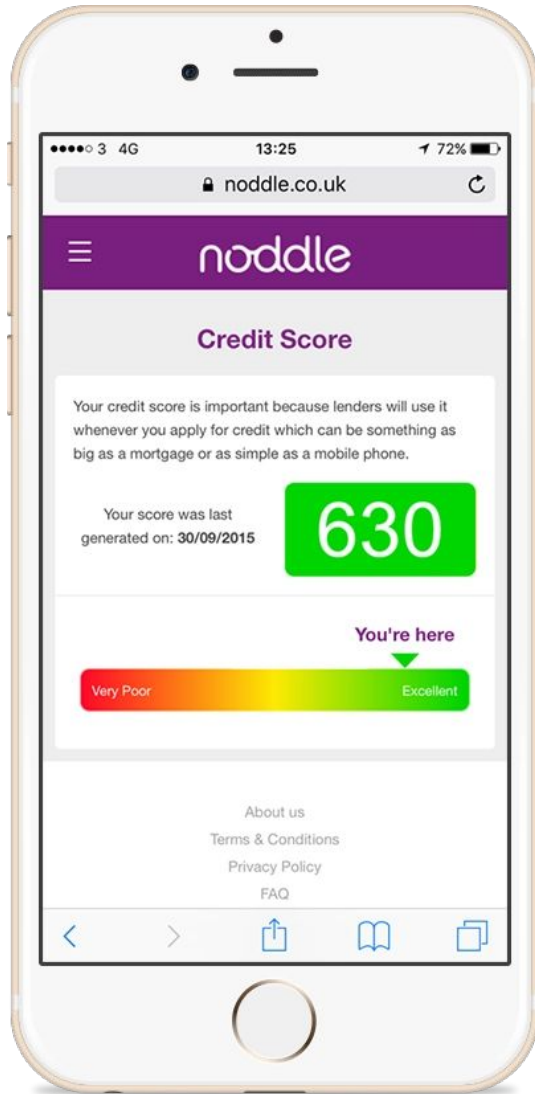 3 4G 13:25 72%
noddle.co.uk
noddle
Credit Score
Your credit score is important because lenders will use it
whenever you apply for credit which can be something as
big as a mortgage or as simple as a mobile phone.
Your score was last
generated on: 30/09/2015
630
You're here
Very Poor Excellent
About us
Terms & Conditions
Privacy Policy
FAQ